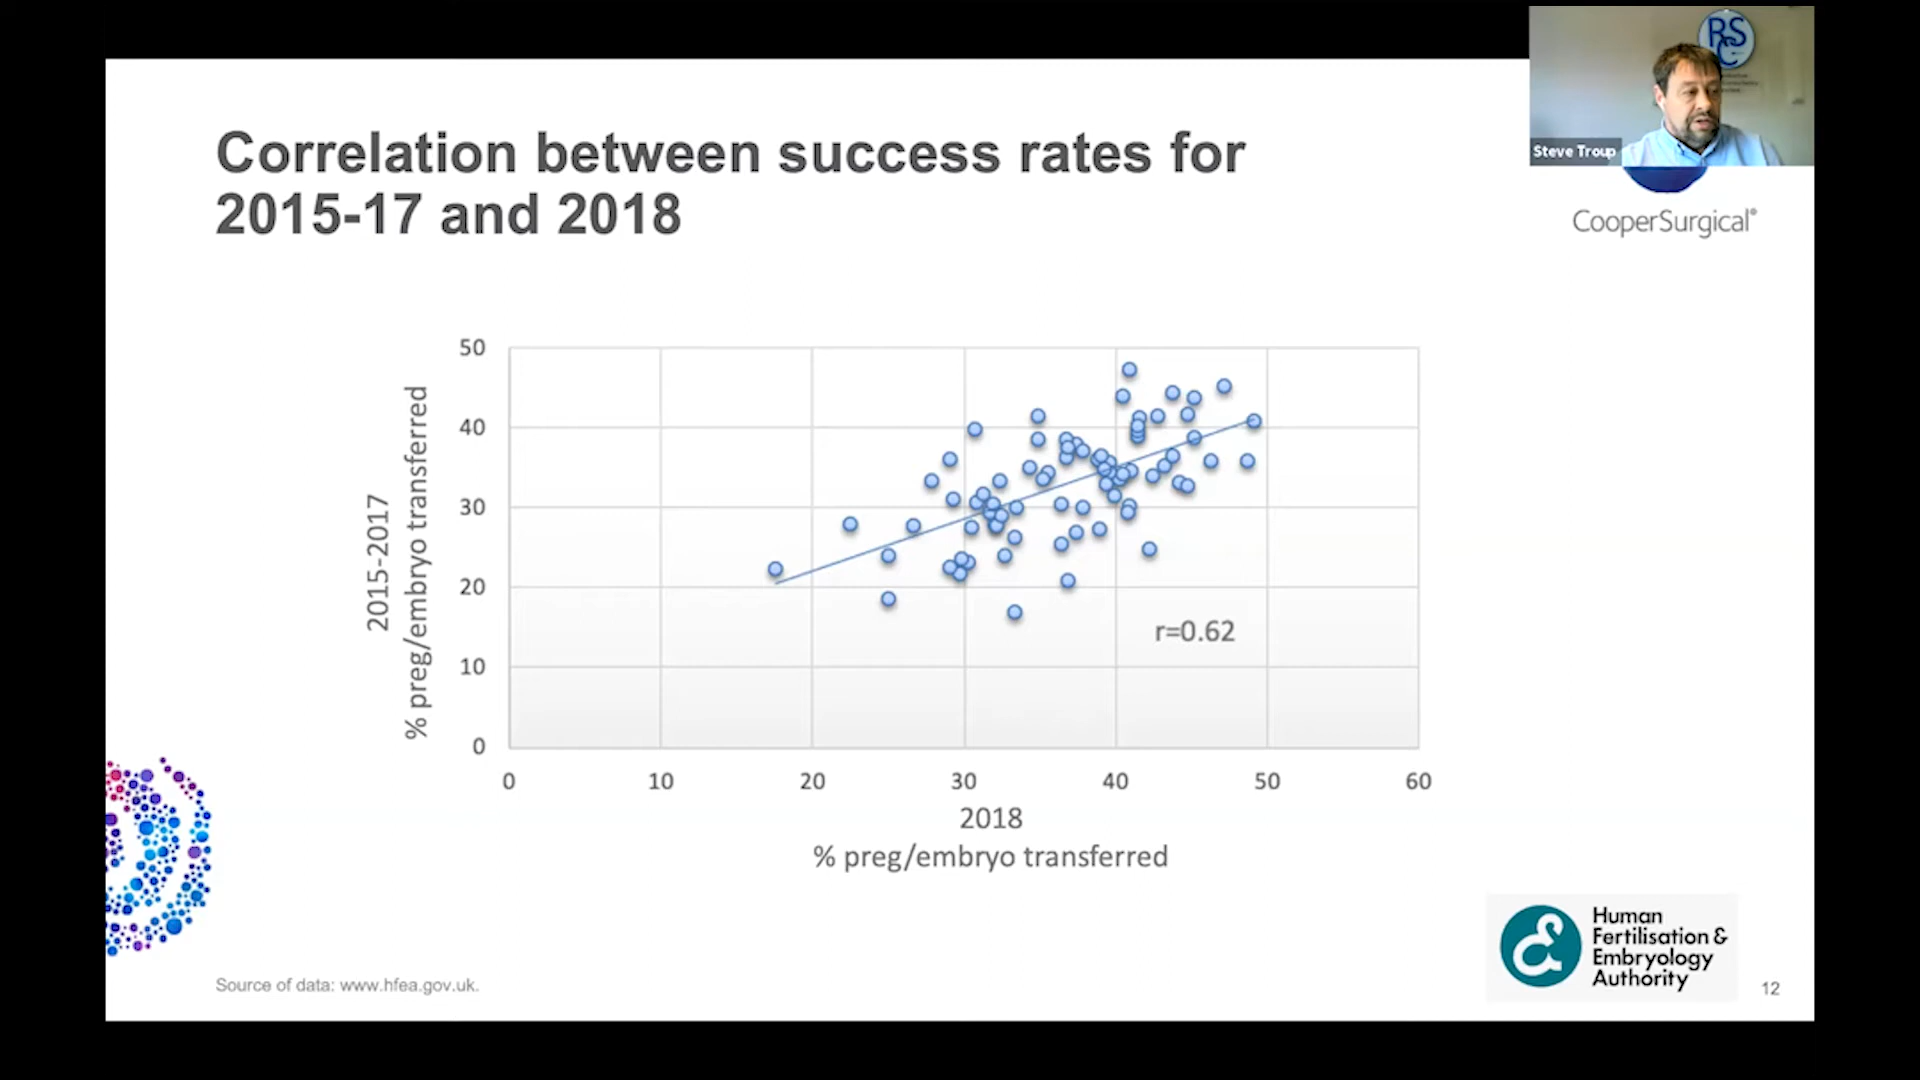 RSC
Steve Troup
CooperSurgical®
Correlation between success rates for
2015-17 and 2018
50
40
30
20
10
0
2015-2017
% preg/embryo transferred
r=0.62
0 10 20 30 40 50 60
2018
% preg/embryo transferred
Human
Fertilisation &
Embryology
Authority
Source of data: www.hfea.gov.uk.
12